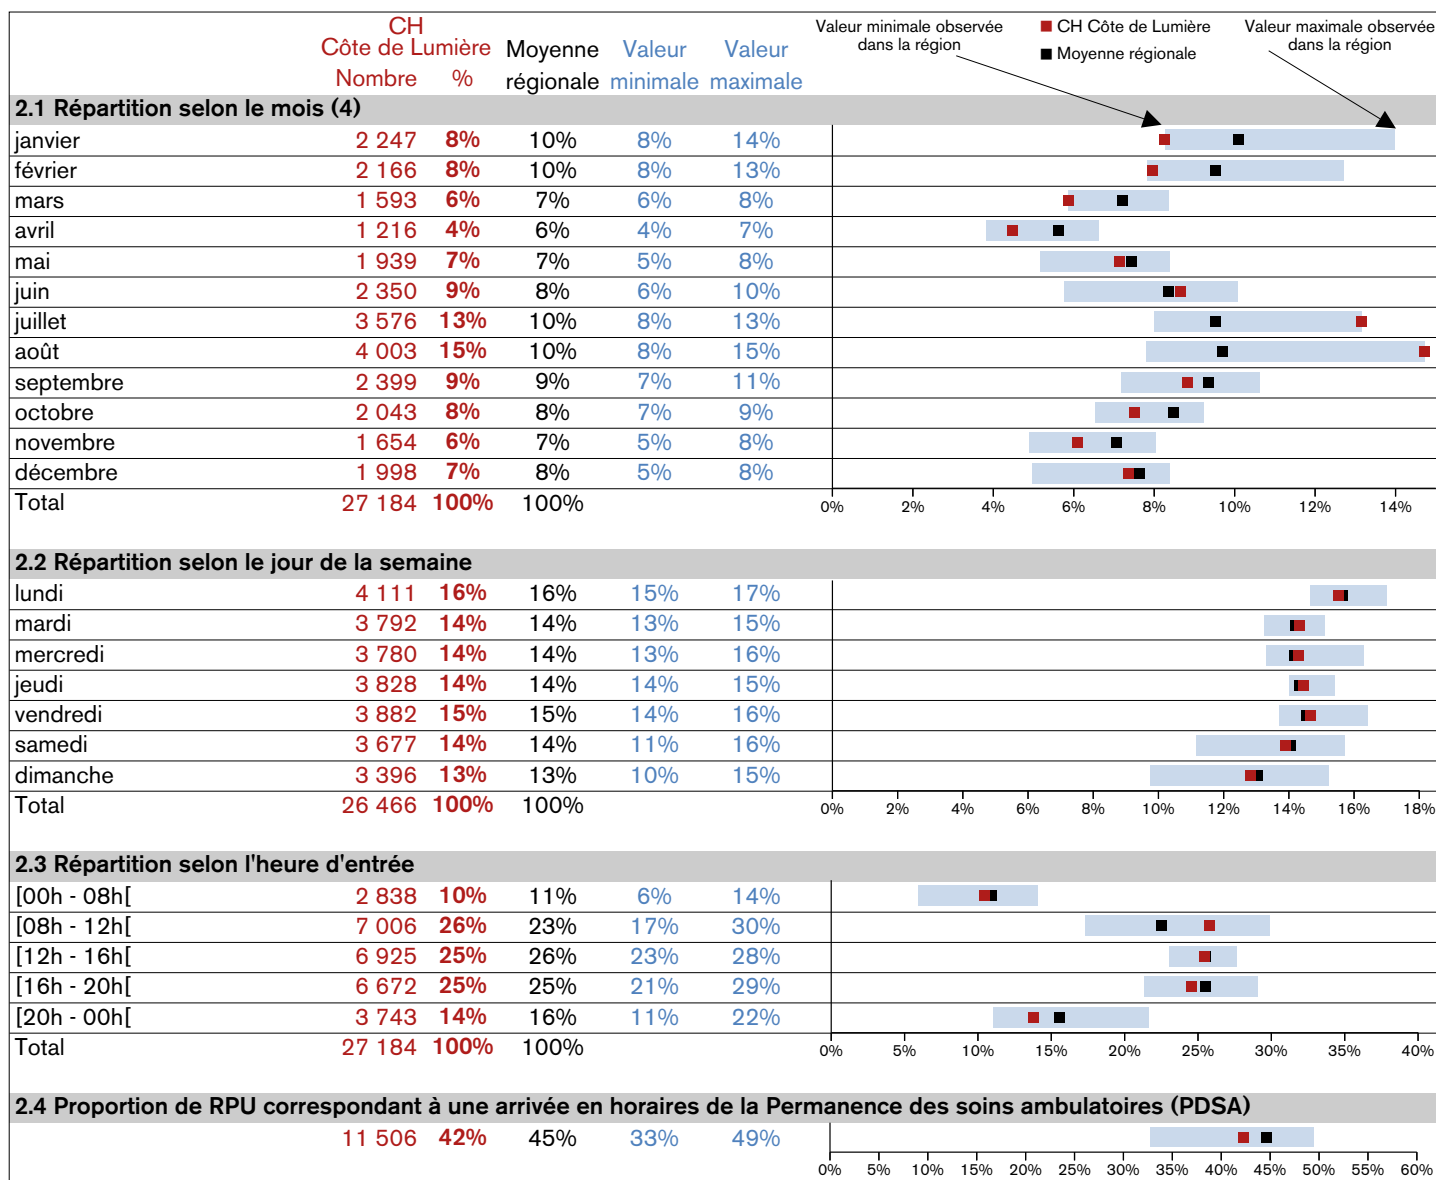 CH
Côte de Lumière Moyenne Valeur Valeur
Nombre % régionale minimale maximale
Valeur minimale observée
dans la région
CH Côte de Lumière
Moyenne régionale
Valeur maximale observée
dans la région
2.1 Répartition selon le mois (4)
janvier 2 247 8% 10% 8% 14%
février 2 166 8% 10% 8% 13%
mars 1 593 6% 7% 6% 8%
avril 1 216 4% 6% 4% 7%
mai 1 939 7% 7% 5% 8%
juin 2 350 9% 8% 6% 10%
juillet 3 576 13% 10% 8% 13%
août 4 003 15% 10% 8% 15%
septembre 2 399 9% 9% 7% 11%
octobre 2 043 8% 8% 7% 9%
novembre 1 654 6% 7% 5% 8%
décembre 1 998 7% 8% 5% 8%
Total 27 184 100% 100%
0% 2% 4% 6% 8% 10% 12% 14%
2.2 Répartition selon le jour de la semaine
lundi 4 111 16% 16% 15% 17%
mardi 3 792 14% 14% 13% 15%
mercredi 3 780 14% 14% 13% 16%
jeudi 3 828 14% 14% 14% 15%
vendredi 3 882 15% 15% 14% 16%
samedi 3 677 14% 14% 11% 16%
dimanche 3 396 13% 13% 10% 15%
Total 26 466 100% 100%
0% 2% 4% 6% 8% 10% 12% 14% 16% 18%
2.3 Répartition selon l'heure d'entrée
[00h - 08h[ 2 838 10% 11% 6% 14%
[08h - 12h[ 7 006 26% 23% 17% 30%
[12h - 16h[ 6 925 25% 26% 23% 28%
[16h - 20h[ 6 672 25% 25% 21% 29%
[20h - 00h[ 3 743 14% 16% 11% 22%
Total 27 184 100% 100%
0% 5% 10% 15% 20% 25% 30% 35% 40%
2.4 Proportion de RPU correspondant à une arrivée en horaires de la Permanence des soins ambulatoires (PDSA)
11 506 42% 45% 33% 49%
0% 5% 10% 15% 20% 25% 30% 35% 40% 45% 50% 55% 60%